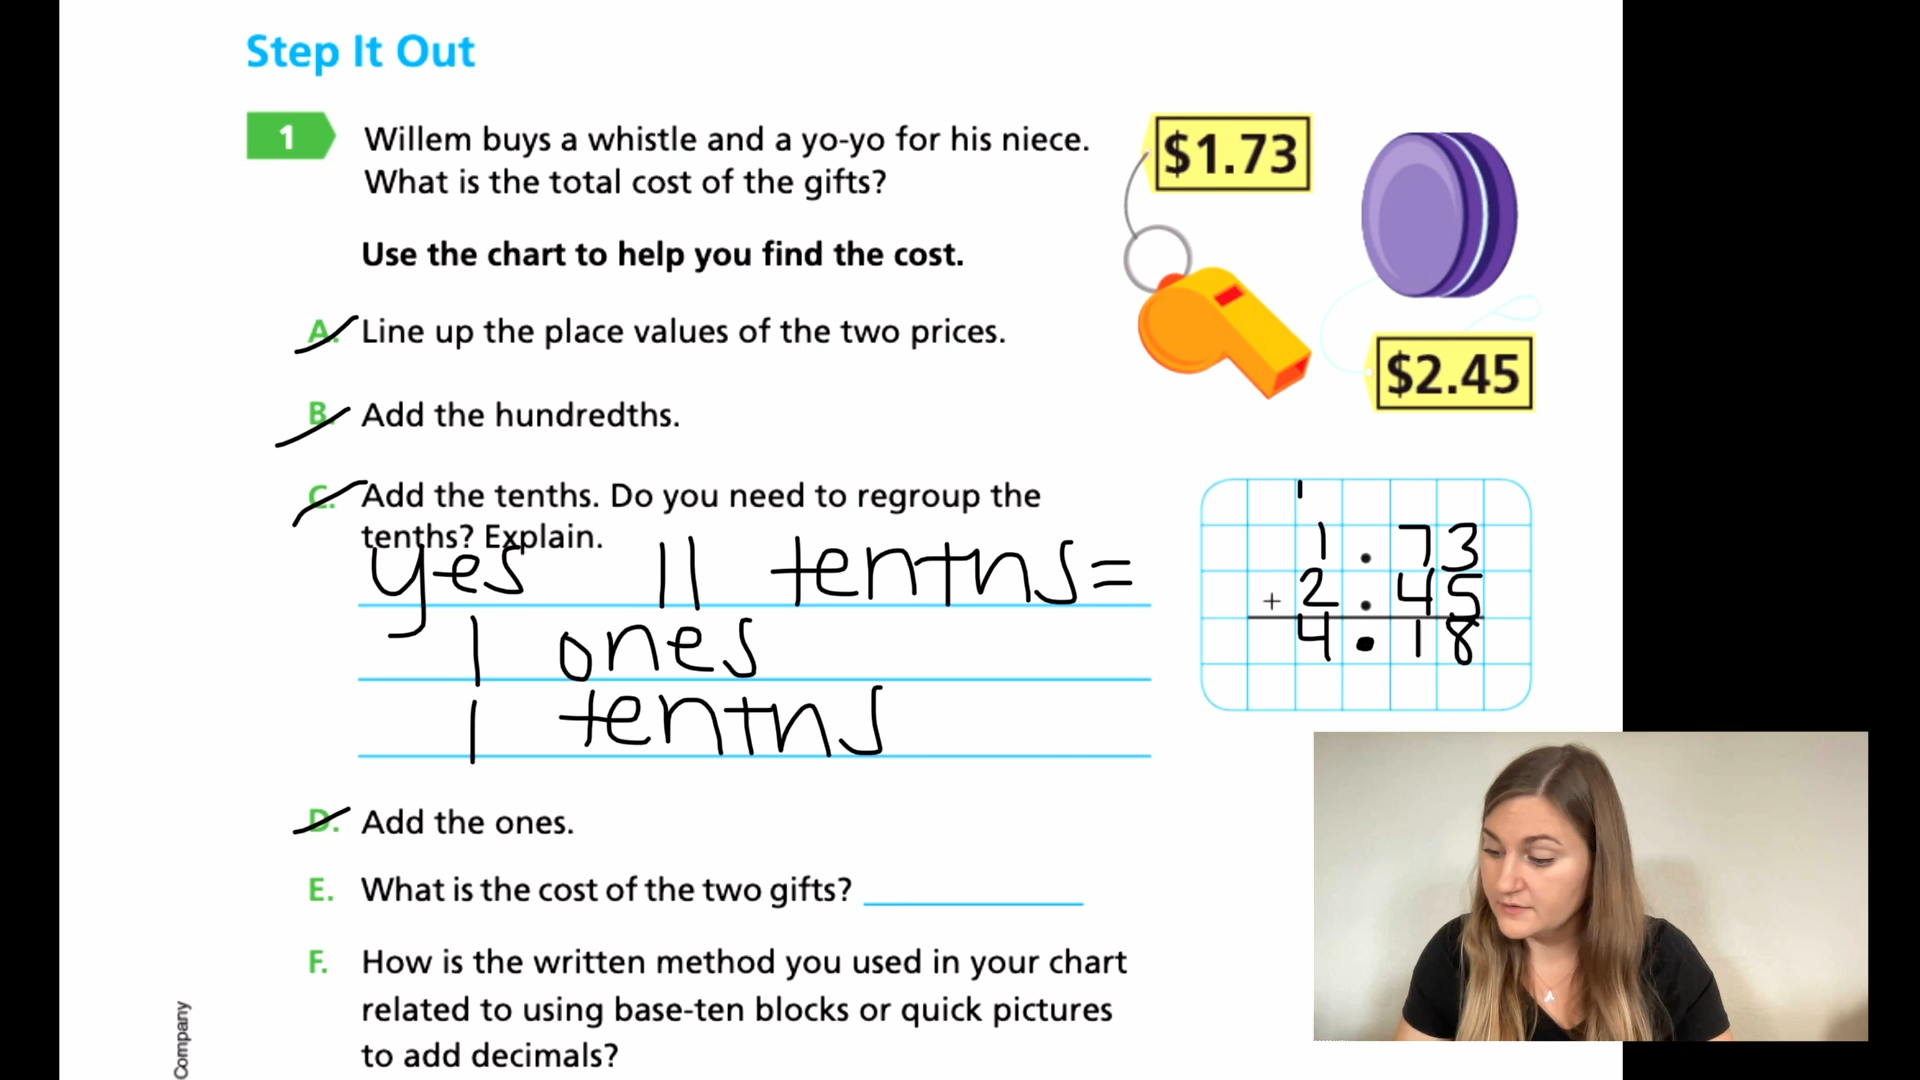 Step It Out
1 Willem buys a whistle and a yo-yo for his niece.
What is the total cost of the gifts?
$1.73
Use the chart to help you find the cost.
A. Line up the place values of the two prices.
$2.45
B. Add the hundredths.
C. Add the tenths. Do you need to regroup the
tenths? Explain.
yes 11 tenths=
1 ones
1 tenths
1
1.73
+ 2.45
4.18
D. Add the ones.
E. What is the cost of the two gifts?
F. How is the written method you used in your chart
related to using base-ten blocks or quick pictures
to add decimals?
Company